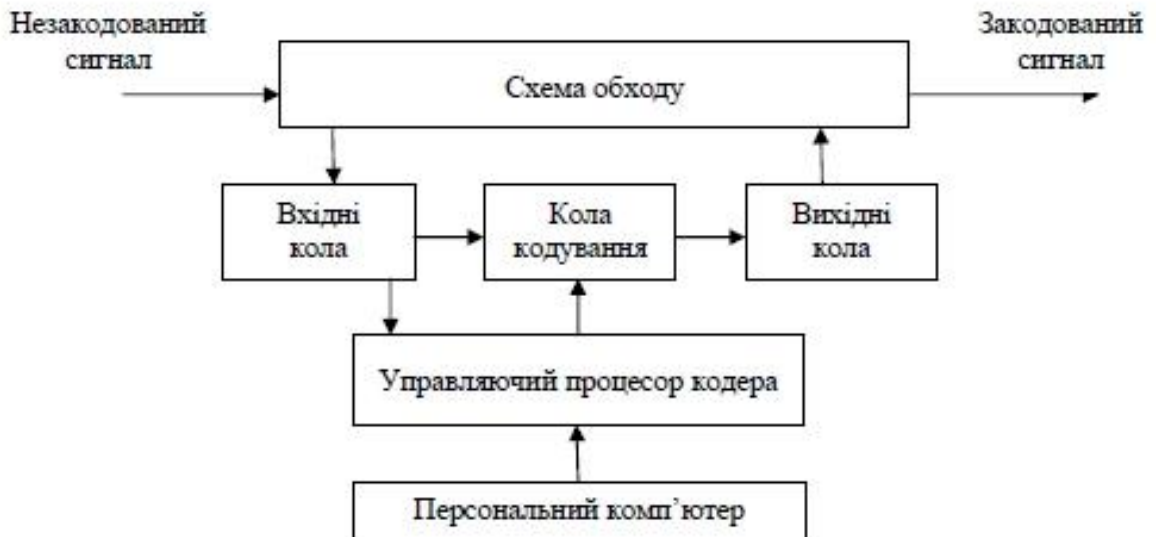 Незакодований
сигнал
Закодований
сигнал
Схема обходу
Вхідні
кола
Кола
кодування
Вихідні
кола
Управляючий процесор кодера
Персональний комп’ютер